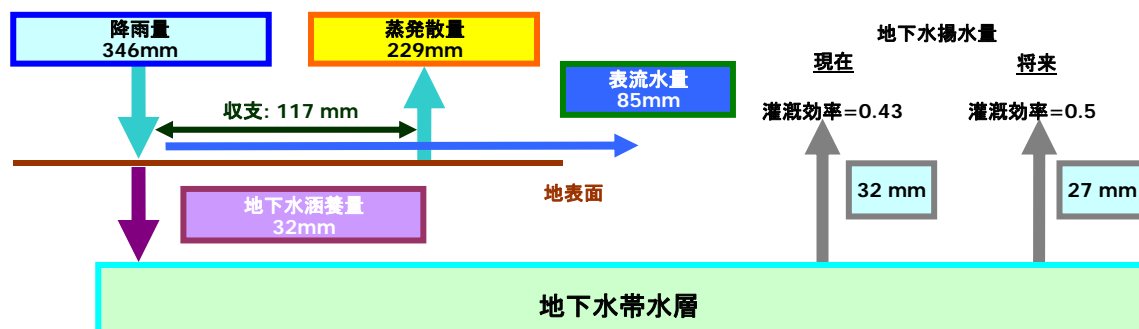 降雨量
346mm
蒸発散量
229mm
地下水揚水量
現在
将来
表流水量
85mm
収支: 117 mm
灌漑効率=0.43
灌漑効率=0.5
32 mm
27 mm
地表面
地下水涵養量
32mm
地下水帯水層